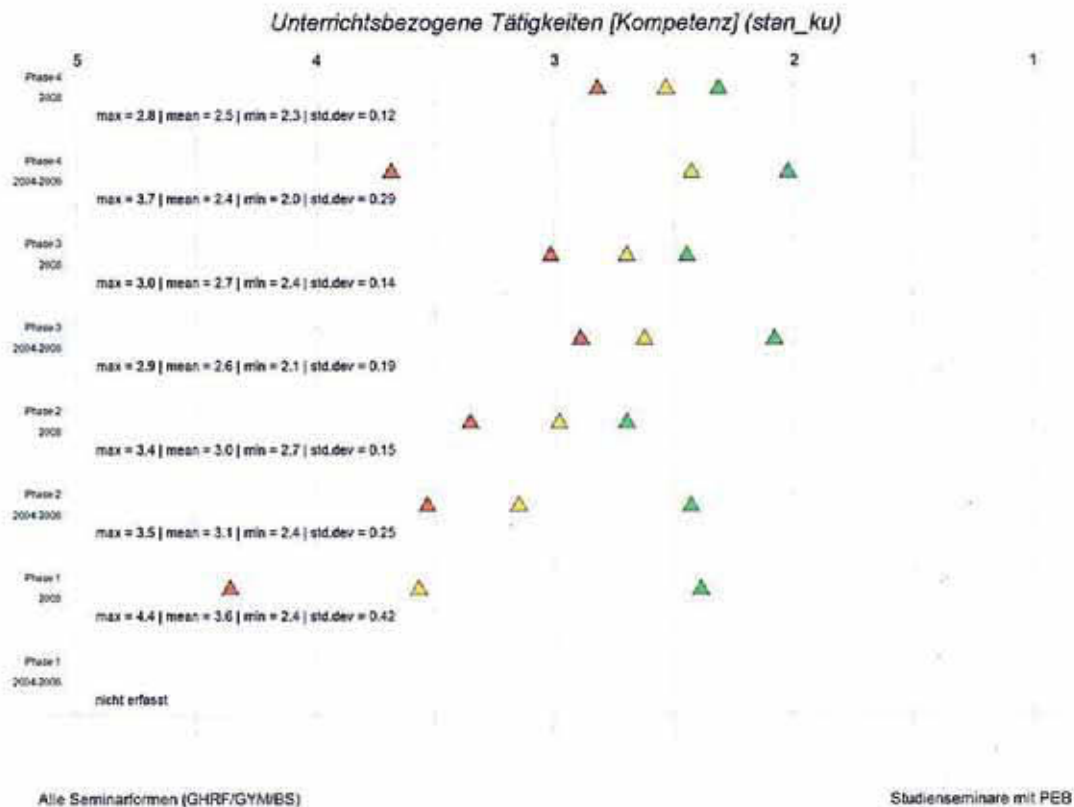 Unterrichtsbezogene Tätigkeiten [Kompetenz] (stan_ku)
5 4 3 2 1
Phase 4
2008
max = 2.8 | mean = 2.5 | min = 2.3 | std.dev = 0.12
Phase 4
2004-2006
max = 3.7 | mean = 2.4 | min = 2.0 | std.dev = 0.29
Phase 3
2008
max = 3.0 | mean = 2.7 | min = 2.4 | std.dev = 0.14
Phase 3
2004-2006
max = 2.9 | mean = 2.6 | min = 2.1 | std.dev = 0.19
Phase 2
2008
max = 3.4 | mean = 3.0 | min = 2.7 | std.dev = 0.15
Phase 2
2004-2006
max = 3.5 | mean = 3.1 | min = 2.4 | std.dev = 0.25
Phase 1
2008
max = 4.4 | mean = 3.6 | min = 2.4 | std.dev = 0.42
Phase 1
2004-2006
nicht erfasst
Alle Seminarformen (GHRF/GYM/BS) Studienseminare mit PEB